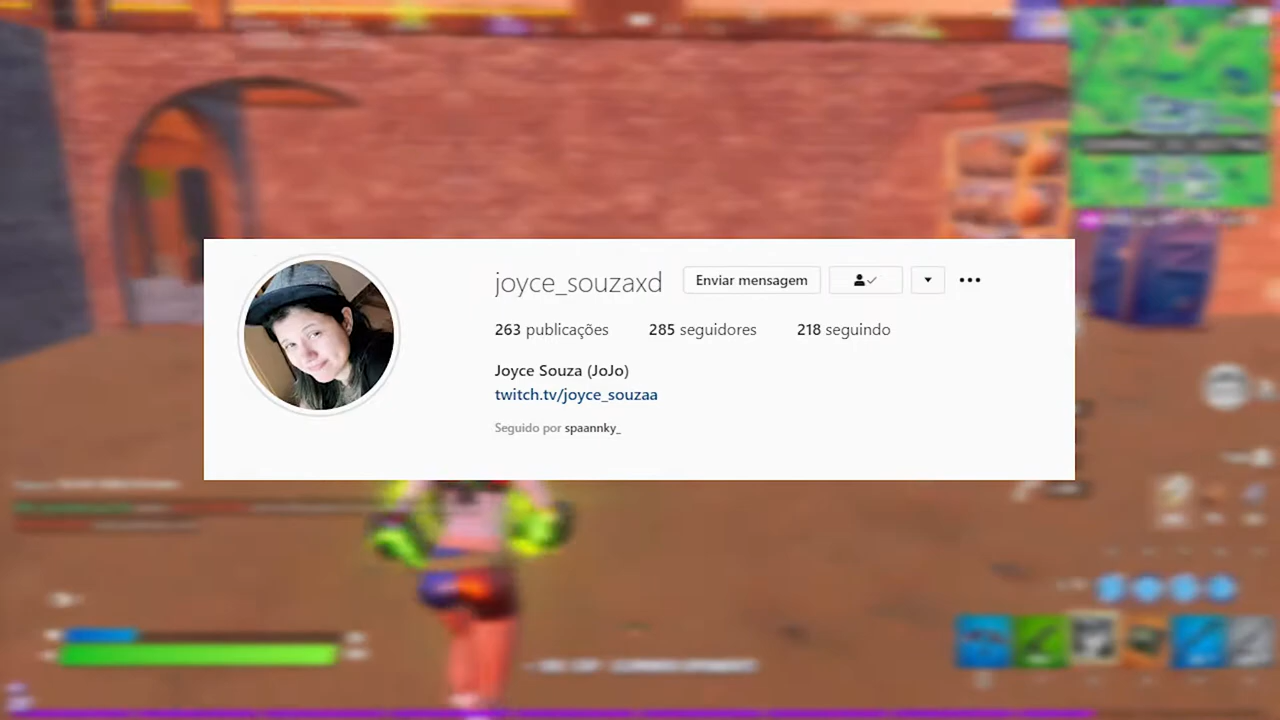 joyce_souzaxd Enviar mensagem
263 publicações 285 seguidores 218 seguindo
Joyce Souza (JoJo)
twitch.tv/joyce_souzaa
Seguido por spaannky_